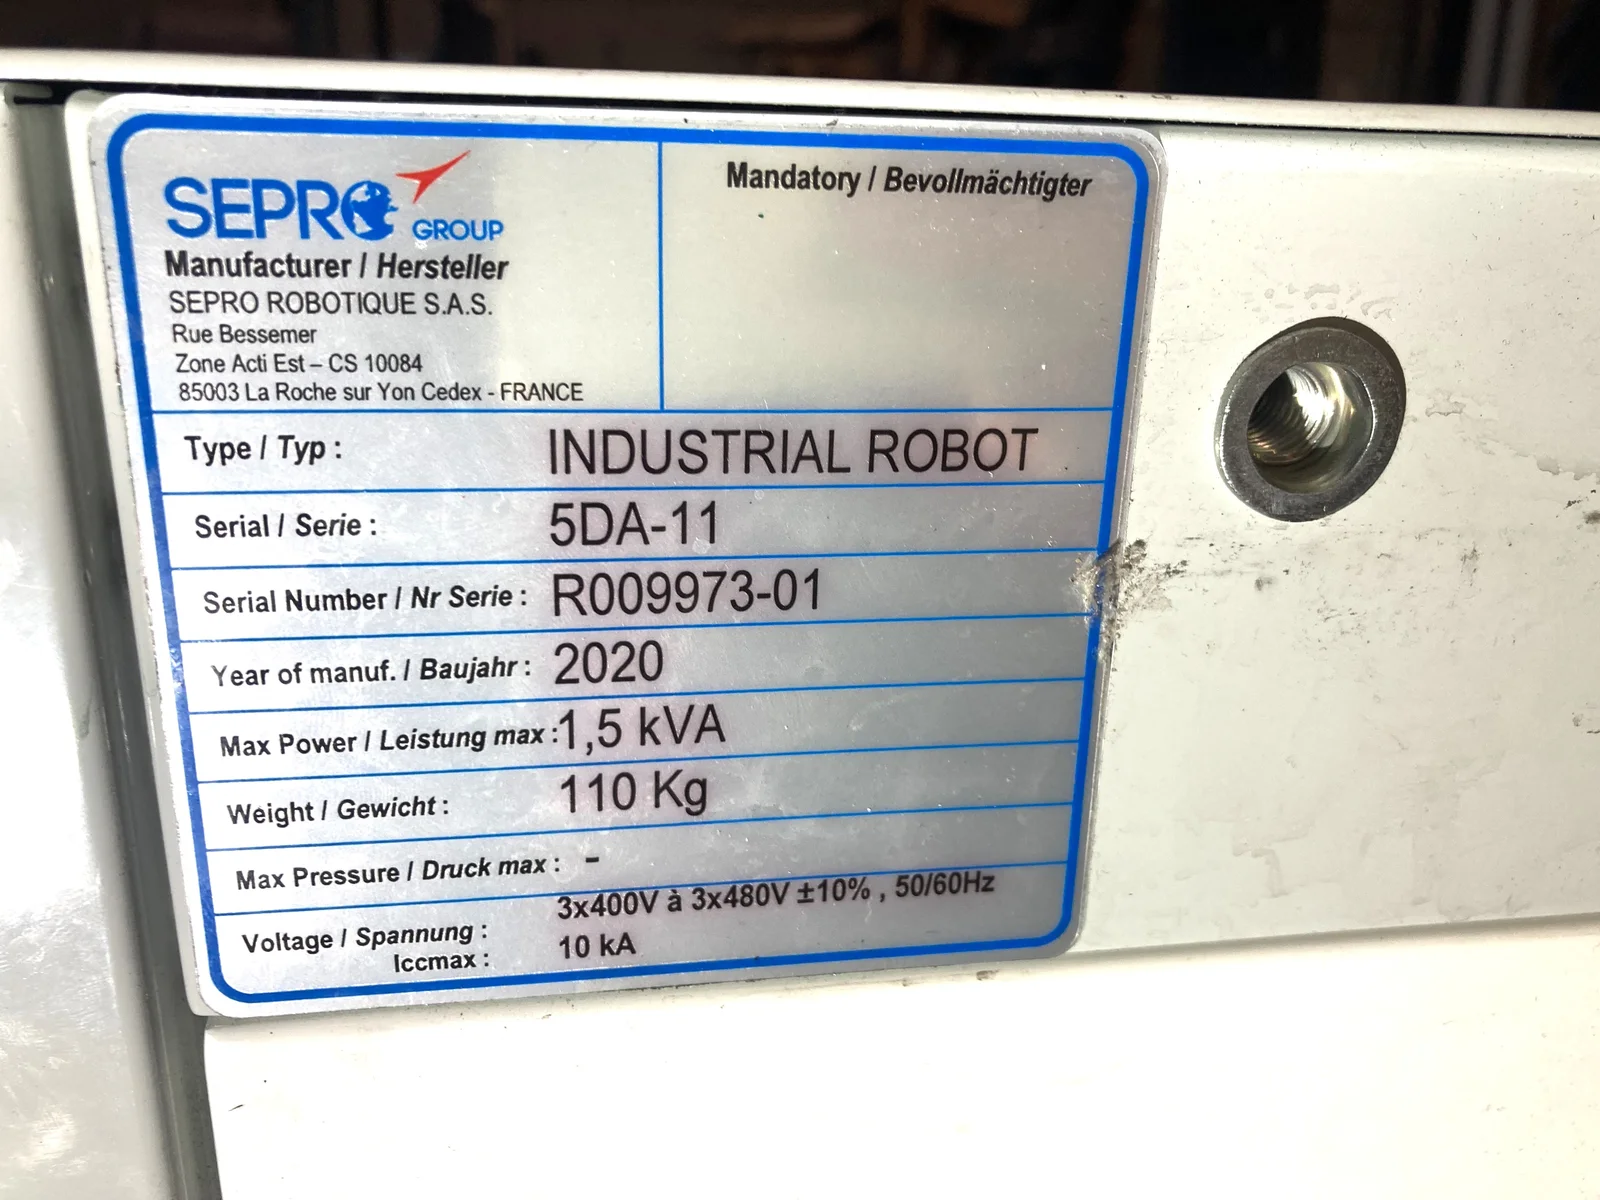 SEPRO GROUP
Manufacturer / Hersteller
SEPRO ROBOTIQUE S.A.S.
Rue Bessemer
Zone Acti Est – CS 10084
85003 La Roche sur Yon Cedex - FRANCE
Mandatory / Bevollmächtigter
Type / Typ : INDUSTRIAL ROBOT
Serial / Serie : 5DA-11
Serial Number / Nr Serie : R009973-01
Year of manuf. / Baujahr : 2020
Max Power / Leistung max : 1,5 kVA
Weight / Gewicht : 110 Kg
Max Pressure / Druck max : -
Voltage / Spannung : 3x400V à 3x480V ±10% , 50/60Hz
Iccmax : 10 kA